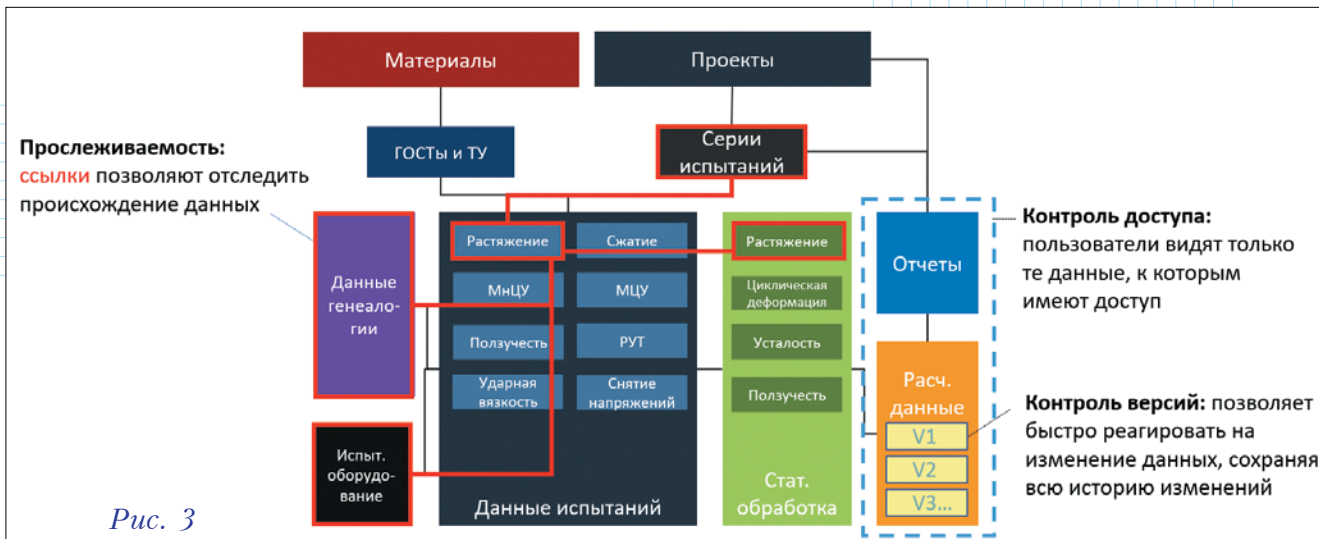 Материалы
Проекты
Прослеживаемость:
ссылки позволяют отследить
происхождение данных
ГОСТы и ТУ
Серии
испытаний
Данные
генеало-
гии
Испыт.
оборудо-
вание
Растяжение
Сжатие
МнЦУ
МЦУ
Ползучесть
РУТ
Ударная
вязкость
Снятие
напряжений
Данные испытаний
Растяжение
Циклическая
деформация
Усталость
Ползучесть
Стат.
обработка
Отчеты
Расч.
данные
V1
V2
V3...
Контроль доступа:
пользователи видят только
те данные, к которым
имеют доступ
Контроль версий: позволяет
быстро реагировать на
изменение данных, сохраняя
всю историю изменений
Рис. 3